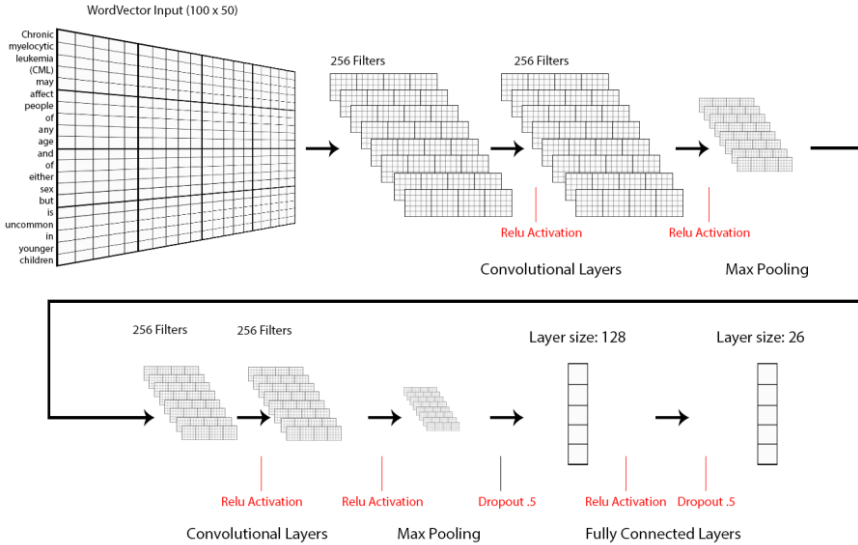 WordVector Input (100 x 50)
Chronic
myelocytic
leukemia
(CML)
may
affect
people
of
any
age
and
of
either
sex
but
is
uncommon
in
younger
children
256 Filters
256 Filters
Relu Activation
Relu Activation
Convolutional Layers
Max Pooling
256 Filters
256 Filters
Layer size: 128
Layer size: 26
Relu Activation
Relu Activation
Dropout .5
Relu Activation
Dropout .5
Convolutional Layers
Max Pooling
Fully Connected Layers